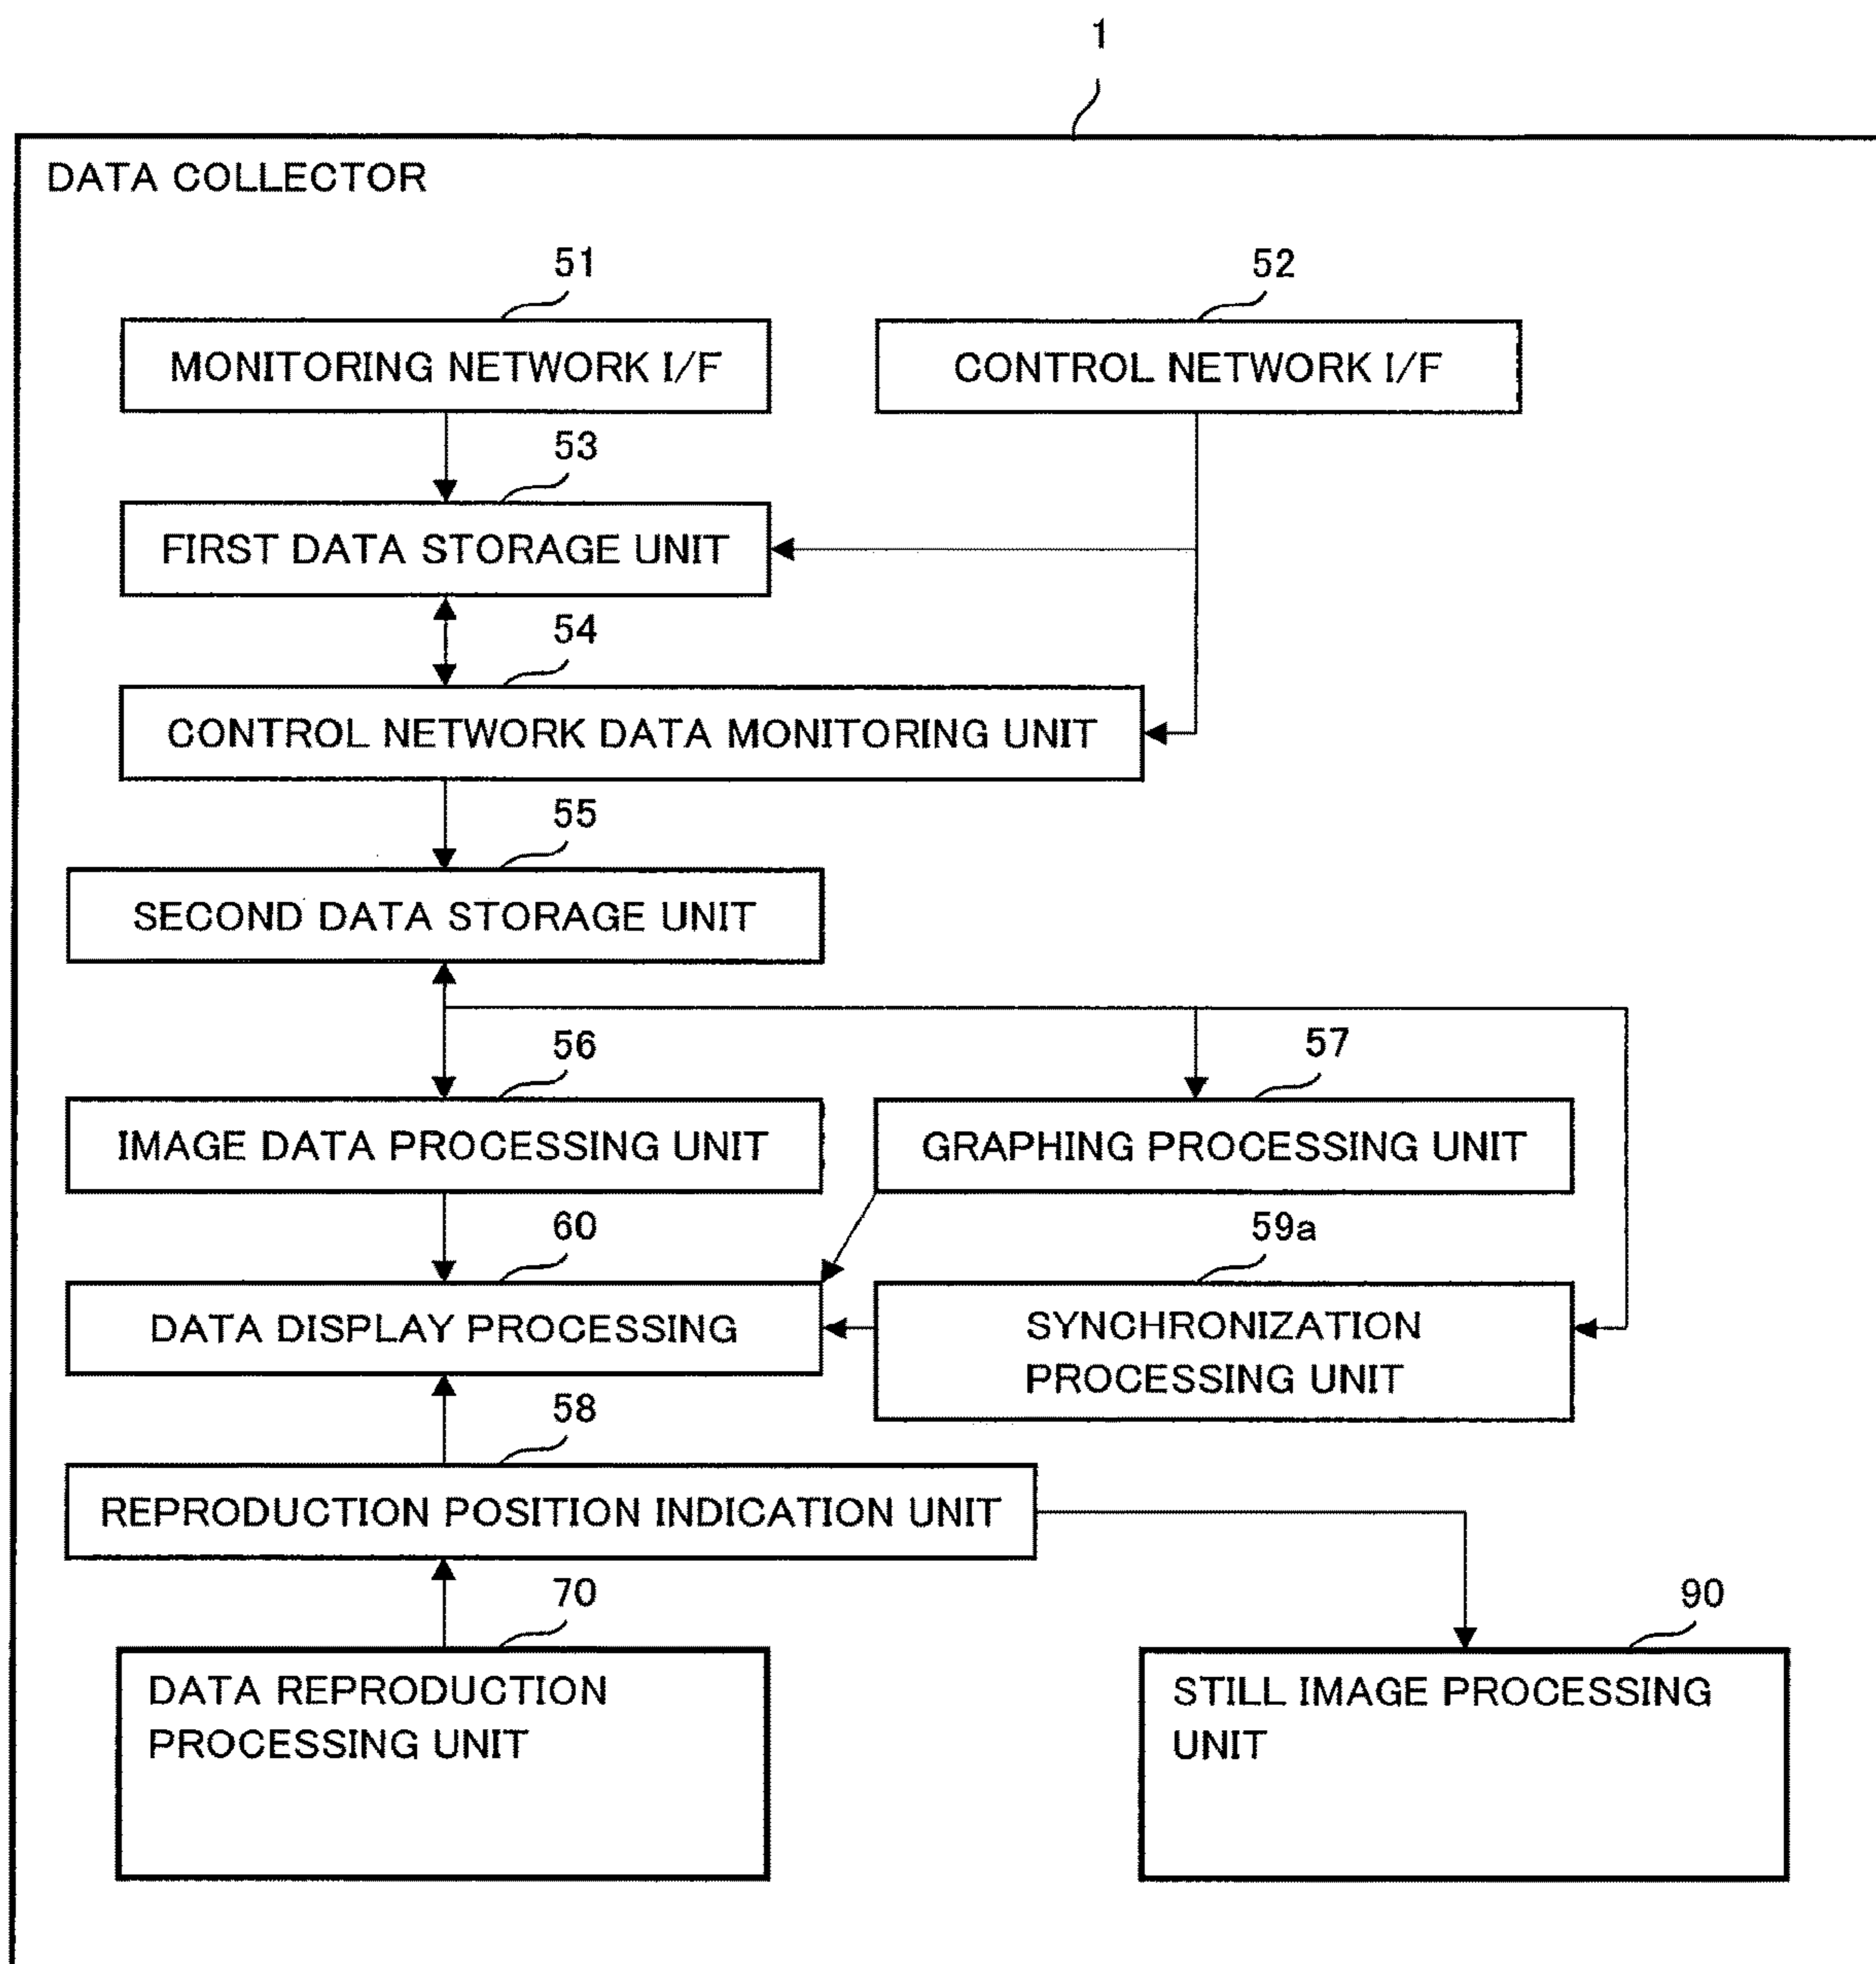 1
DATA COLLECTOR
51
52
MONITORING NETWORK I/F
CONTROL NETWORK I/F
53
FIRST DATA STORAGE UNIT
54
CONTROL NETWORK DATA MONITORING UNIT
55
SECOND DATA STORAGE UNIT
56
57
IMAGE DATA PROCESSING UNIT
GRAPHING PROCESSING UNIT
60
59a
DATA DISPLAY PROCESSING
SYNCHRONIZATION
PROCESSING UNIT
58
REPRODUCTION POSITION INDICATION UNIT
70
90
DATA REPRODUCTION
PROCESSING UNIT
STILL IMAGE PROCESSING
UNIT